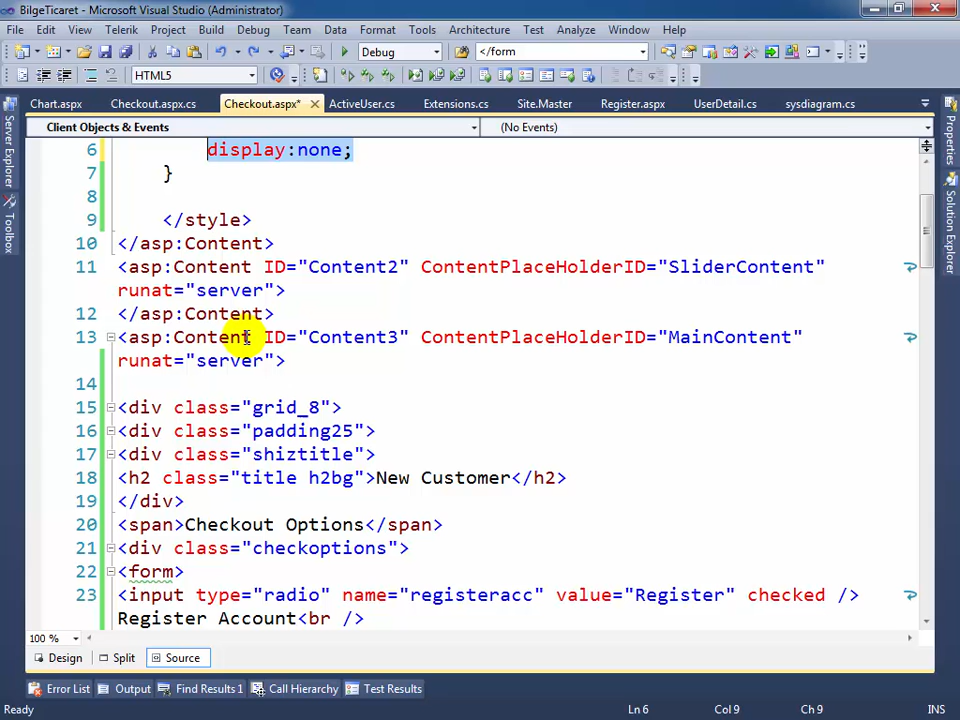 BilgeTicaret - Microsoft Visual Studio (Administrator)
File Edit View Telerik Project Build Debug Team Data Format Tools Architecture Test Analyze Window Help
Debug </form
HTML5
Chart.aspx Checkout.aspx.cs Checkout.aspx* ActiveUser.cs Extensions.cs Site.Master Register.aspx UserDetail.cs sysdiagram.cs
Client Objects & Events (No Events)
Server Explorer
Toolbox
Properties
Solution Explorer
6 display:none;
7 }
8
9 </style>
10 </asp:Content>
11 <asp:Content ID="Content2" ContentPlaceHolderID="SliderContent"
runat="server">
12 </asp:Content>
13 <asp:Content ID="Content3" ContentPlaceHolderID="MainContent"
runat="server">
14
15 <div class="grid_8">
16 <div class="padding25">
17 <div class="shiztitle">
18 <h2 class="title h2bg">New Customer</h2>
19 </div>
20 <span>Checkout Options</span>
21 <div class="checkoptions">
22 <form>
23 <input type="radio" name="registeracc" value="Register" checked />
Register Account<br />
100 %
Design Split Source
Error List Output Find Results 1 Call Hierarchy Test Results
Ready Ln 6 Col 9 Ch 9 INS